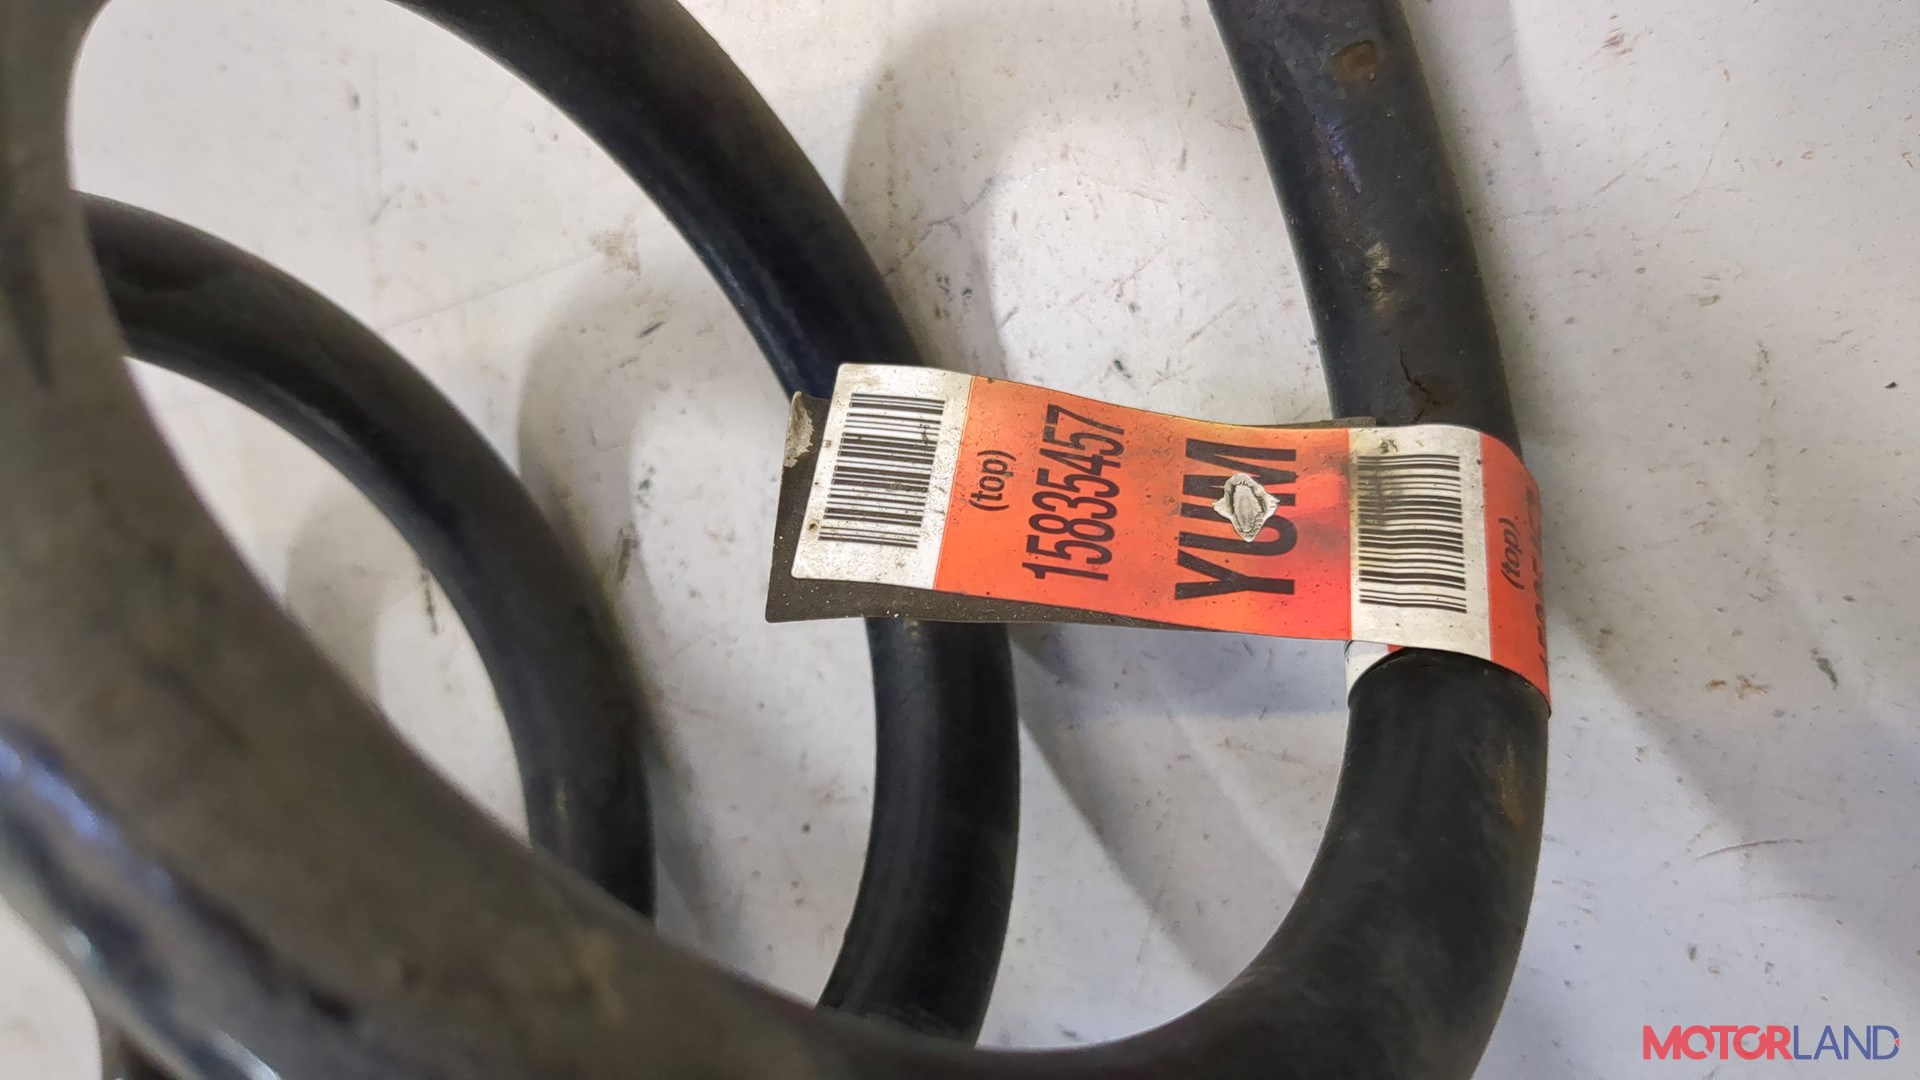 (top)
15835457
YUM
(top)
MOTORLAND